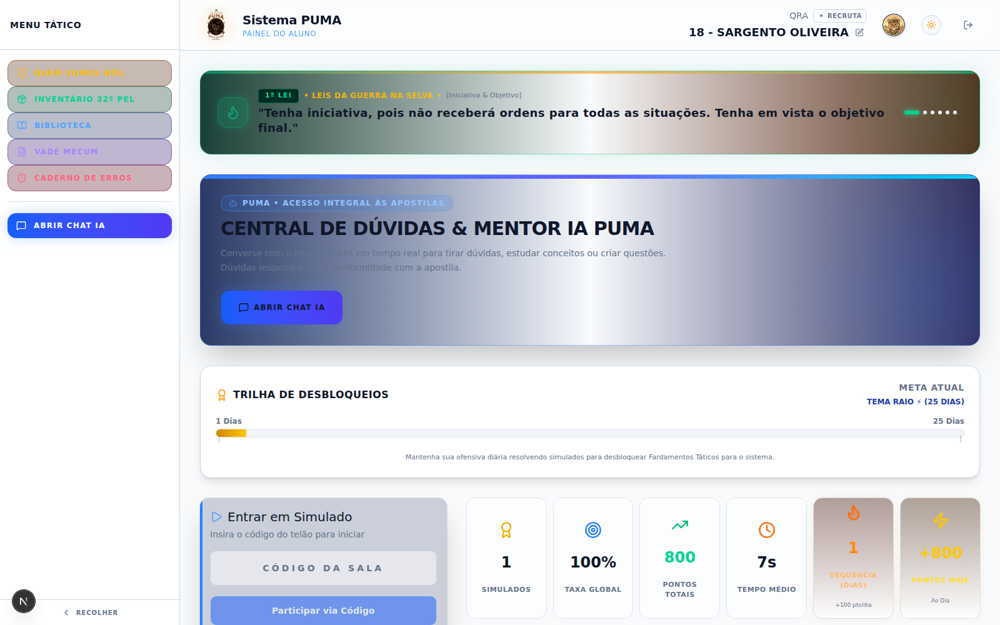 MENU TÁTICO
QUEM SOMOS NÓS
INVENTÁRIO 32º PEL
BIBLIOTECA
VADE MECUM
CADERNO DE ERROS
ABRIR CHAT IA
RECOLHER
PUMA
Sistema PUMA
PAINEL DO ALUNO
QRA
• RECRUTA
18 - SARGENTO OLIVEIRA
1ª LEI
• LEIS DA GUERRA NA SELVA •
[Iniciativa & Objetivo]
"Tenha iniciativa, pois não receberá ordens para todas as situações. Tenha em vista o objetivo
final."
PUMA • ACESSO INTEGRAL ÀS APOSTILAS
CENTRAL DE DÚVIDAS & MENTOR IA PUMA
Converse com o Mentor PUMA em tempo real para tirar dúvidas, estudar conceitos ou criar questões.
Dúvidas respondidas em conformidade com a apostila.
ABRIR CHAT IA
TRILHA DE DESBLOQUEIOS
META ATUAL
TEMA RAIO ⚡ (25 DIAS)
1 Dias
25 Dias
Mantenha sua ofensiva diária resolvendo simulados para desbloquear Fardamentos Táticos para o sistema.
Entrar em Simulado
Insira o código do telão para iniciar
CÓDIGO DA SALA
Participar via Código
1
SIMULADOS
100%
TAXA GLOBAL
800
PONTOS
TOTAIS
7s
TEMPO MÉDIO
1
SEQUÊNCIA
(DIAS)
+100 pts/dia
+800
PONTOS HOJE
Ao Dia